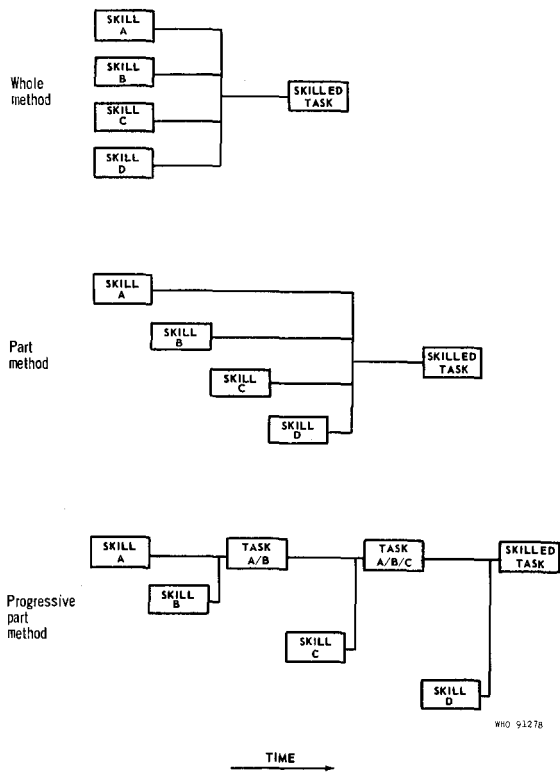 SKILL
A
Whole
method
SKILL
B
SKILLED
TASK
SKILL
C
SKILL
D
SKILL
A
Part
method
SKILL
B
SKILLED
TASK
SKILL
C
SKILL
D
SKILL
A
TASK
A/B
TASK
A/B/C
SKILLED
TASK
Progressive
part
method
SKILL
B
SKILL
C
SKILL
D
WHO 91278
TIME